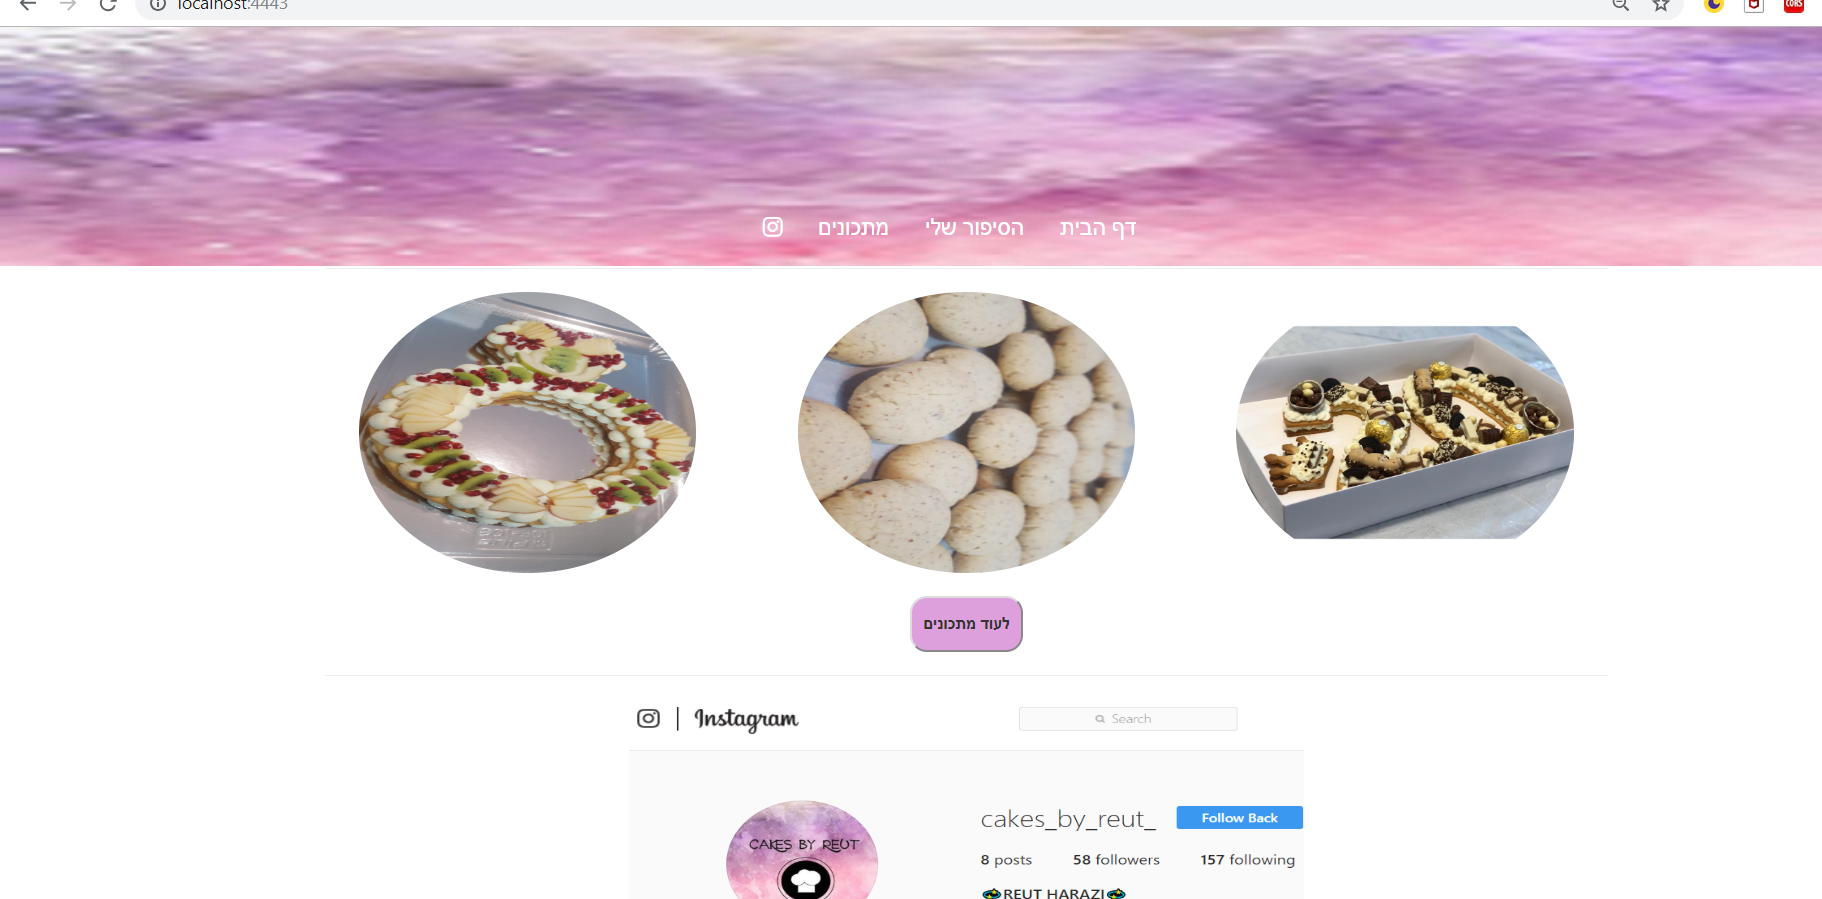 localhost:4443
CORS
דף הבית הסיפור שלי מתכונים
לעוד מתכונים
Instagram Search
cakes_by_reut_ Follow Back
8 posts 58 followers 157 following
REUT HARAZI
CAKES BY REUT